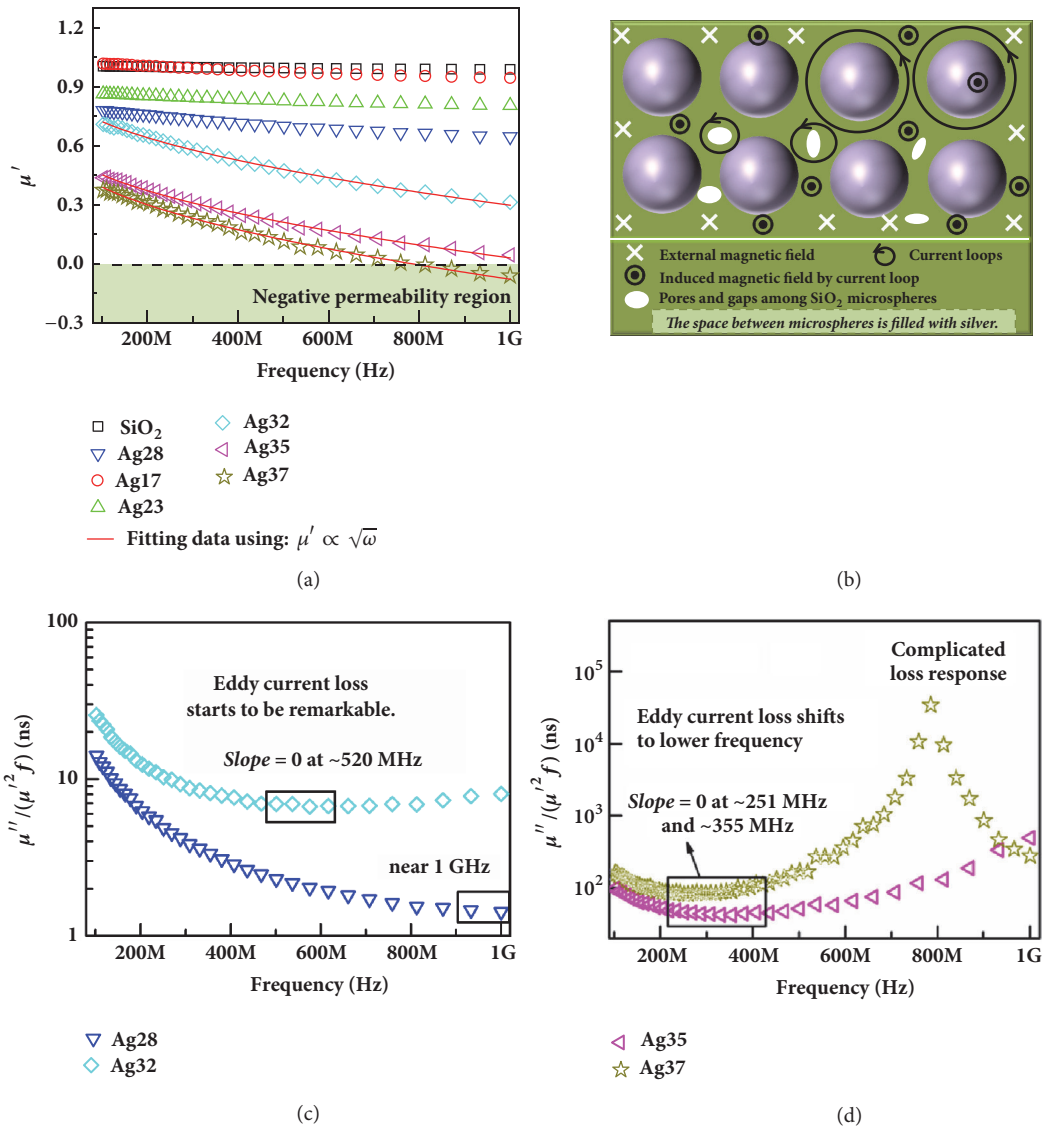 1.2
0.9
0.6
0.3
0.0
−0.3
μ′
Negative permeability region
200M 400M 600M 800M 1G
Frequency (Hz)
SiO2
Ag28
Ag17
Ag23
Ag32
Ag35
Ag37
Fitting data using: μ′ ∝ √ω
(a)
External magnetic field
Current loops
Induced magnetic field by current loop
Pores and gaps among SiO2 microspheres
The space between microspheres is filled with silver.
(b)
100
10
1
μ″/(μ′² f) (ns)
Eddy current loss
starts to be remarkable.
Slope = 0 at ~520 MHz
near 1 GHz
200M 400M 600M 800M 1G
Frequency (Hz)
Ag28
Ag32
(c)
10⁵
10⁴
10³
10²
μ″/(μ′² f) (ns)
Complicated
loss response
Eddy current loss shifts
to lower frequency
Slope = 0 at ~251 MHz
and ~355 MHz
200M 400M 600M 800M 1G
Frequency (Hz)
Ag35
Ag37
(d)